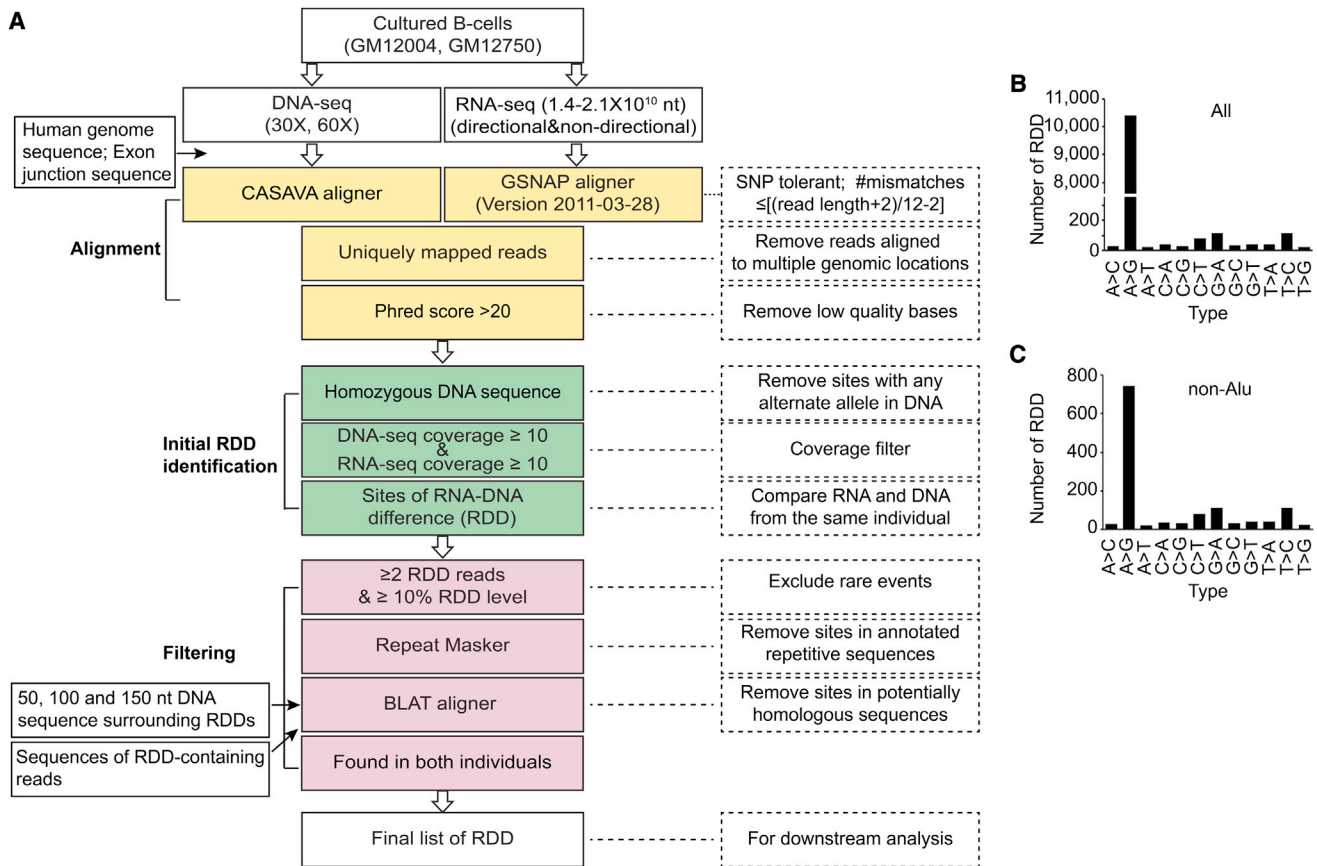 A
Cultured B-cells
(GM12004, GM12750)
DNA-seq
(30X, 60X)
RNA-seq (1.4-2.1X10¹⁰ nt)
(directional&non-directional)
Human genome
sequence; Exon
junction sequence
CASAVA aligner
GSNAP aligner
(Version 2011-03-28)
SNP tolerant; #mismatches
≤[(read length+2)/12-2]
Alignment
Uniquely mapped reads
Remove reads aligned
to multiple genomic locations
Phred score >20
Remove low quality bases
Homozygous DNA sequence
Remove sites with any
alternate allele in DNA
Initial RDD
identification
DNA-seq coverage ≥ 10
&
RNA-seq coverage ≥ 10
Coverage filter
Sites of RNA-DNA
difference (RDD)
Compare RNA and DNA
from the same individual
≥2 RDD reads
& ≥ 10% RDD level
Exclude rare events
Filtering
Repeat Masker
Remove sites in annotated
repetitive sequences
50, 100 and 150 nt DNA
sequence surrounding RDDs
BLAT aligner
Remove sites in potentially
homologous sequences
Sequences of RDD-containing
reads
Found in both individuals
Final list of RDD
For downstream analysis
B
All
Number of RDD
11,000
10,000
9,000
8,000
200
0
A>C
A>G
A>T
C>A
C>G
C>T
G>A
G>C
G>T
T>A
T>C
T>G
Type
C
non-Alu
Number of RDD
800
600
400
200
0
A>C
A>G
A>T
C>A
C>G
C>T
G>A
G>C
G>T
T>A
T>C
T>G
Type